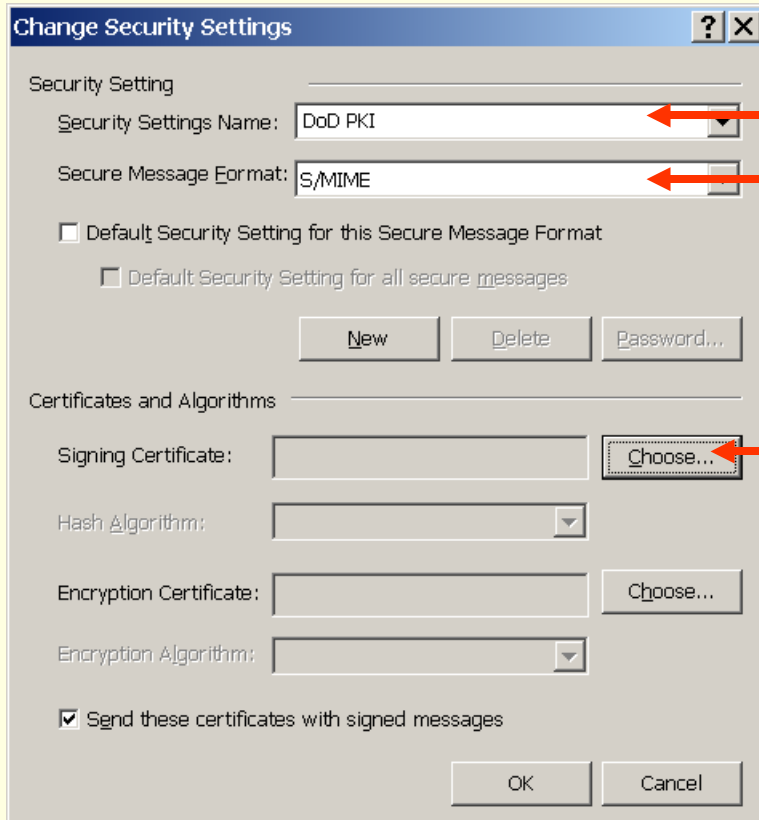 Change Security Settings
Security Setting
Security Settings Name: DoD PKI
Secure Message Format: S/MIME
Default Security Setting for this Secure Message Format
Default Security Setting for all secure messages
New Delete Password...
Certificates and Algorithms
Signing Certificate: Choose...
Hash Algorithm:
Encryption Certificate: Choose...
Encryption Algorithm:
Send these certificates with signed messages
OK Cancel